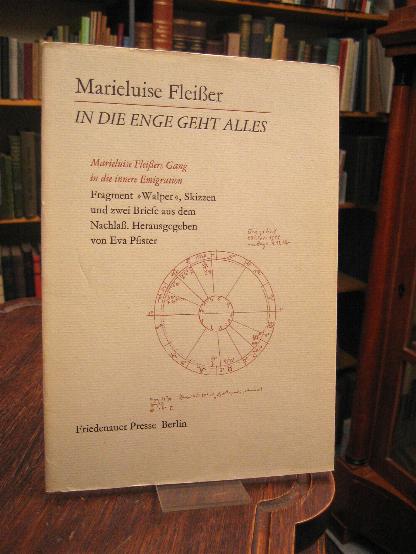 Marieluise Fleißer
IN DIE ENGE GEHT ALLES
Marieluise Fleißers Gang
in die innere Emigration
Fragment »Walper«, Skizzen
und zwei Briefe aus dem
Nachlaß. Herausgegeben
von Eva Pfister
Friedenauer Presse Berlin